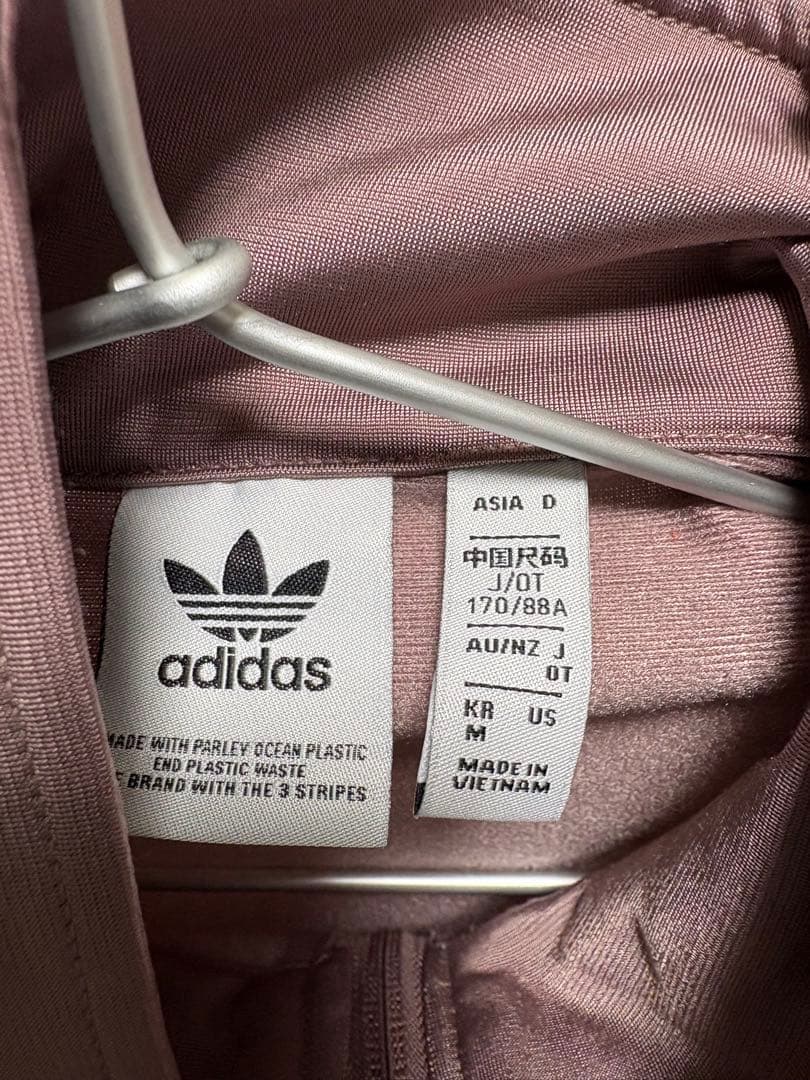 adidas
MADE WITH PARLEY OCEAN PLASTIC
END PLASTIC WASTE
BRAND WITH THE 3 STRIPES
ASIA D
中国尺码
J/OT
170/88A
AU/NZ J
OT
KR US
M
MADE IN
VIETNAM